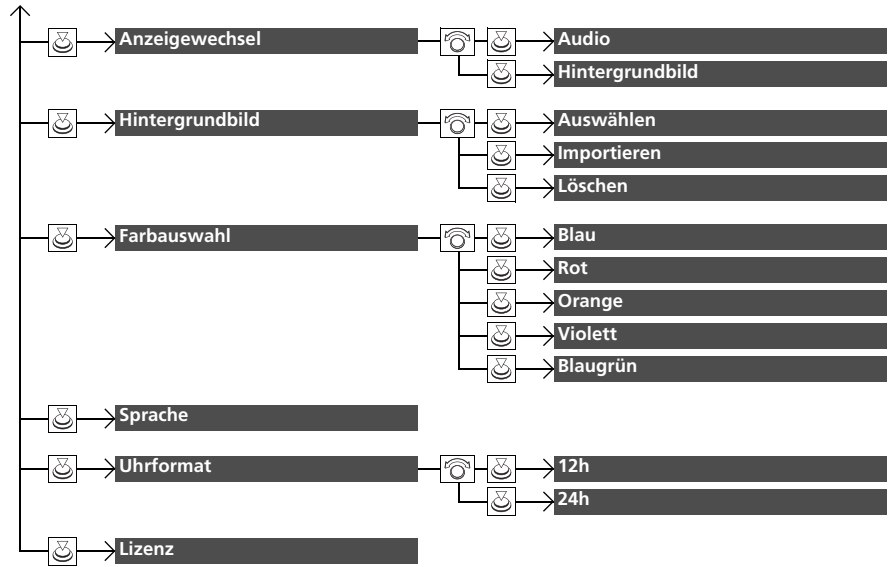 Anzeigewechsel
Audio
Hintergrundbild
Hintergrundbild
Auswählen
Importieren
Löschen
Farbauswahl
Blau
Rot
Orange
Violett
Blaugrün
Sprache
Uhrformat
12h
24h
Lizenz